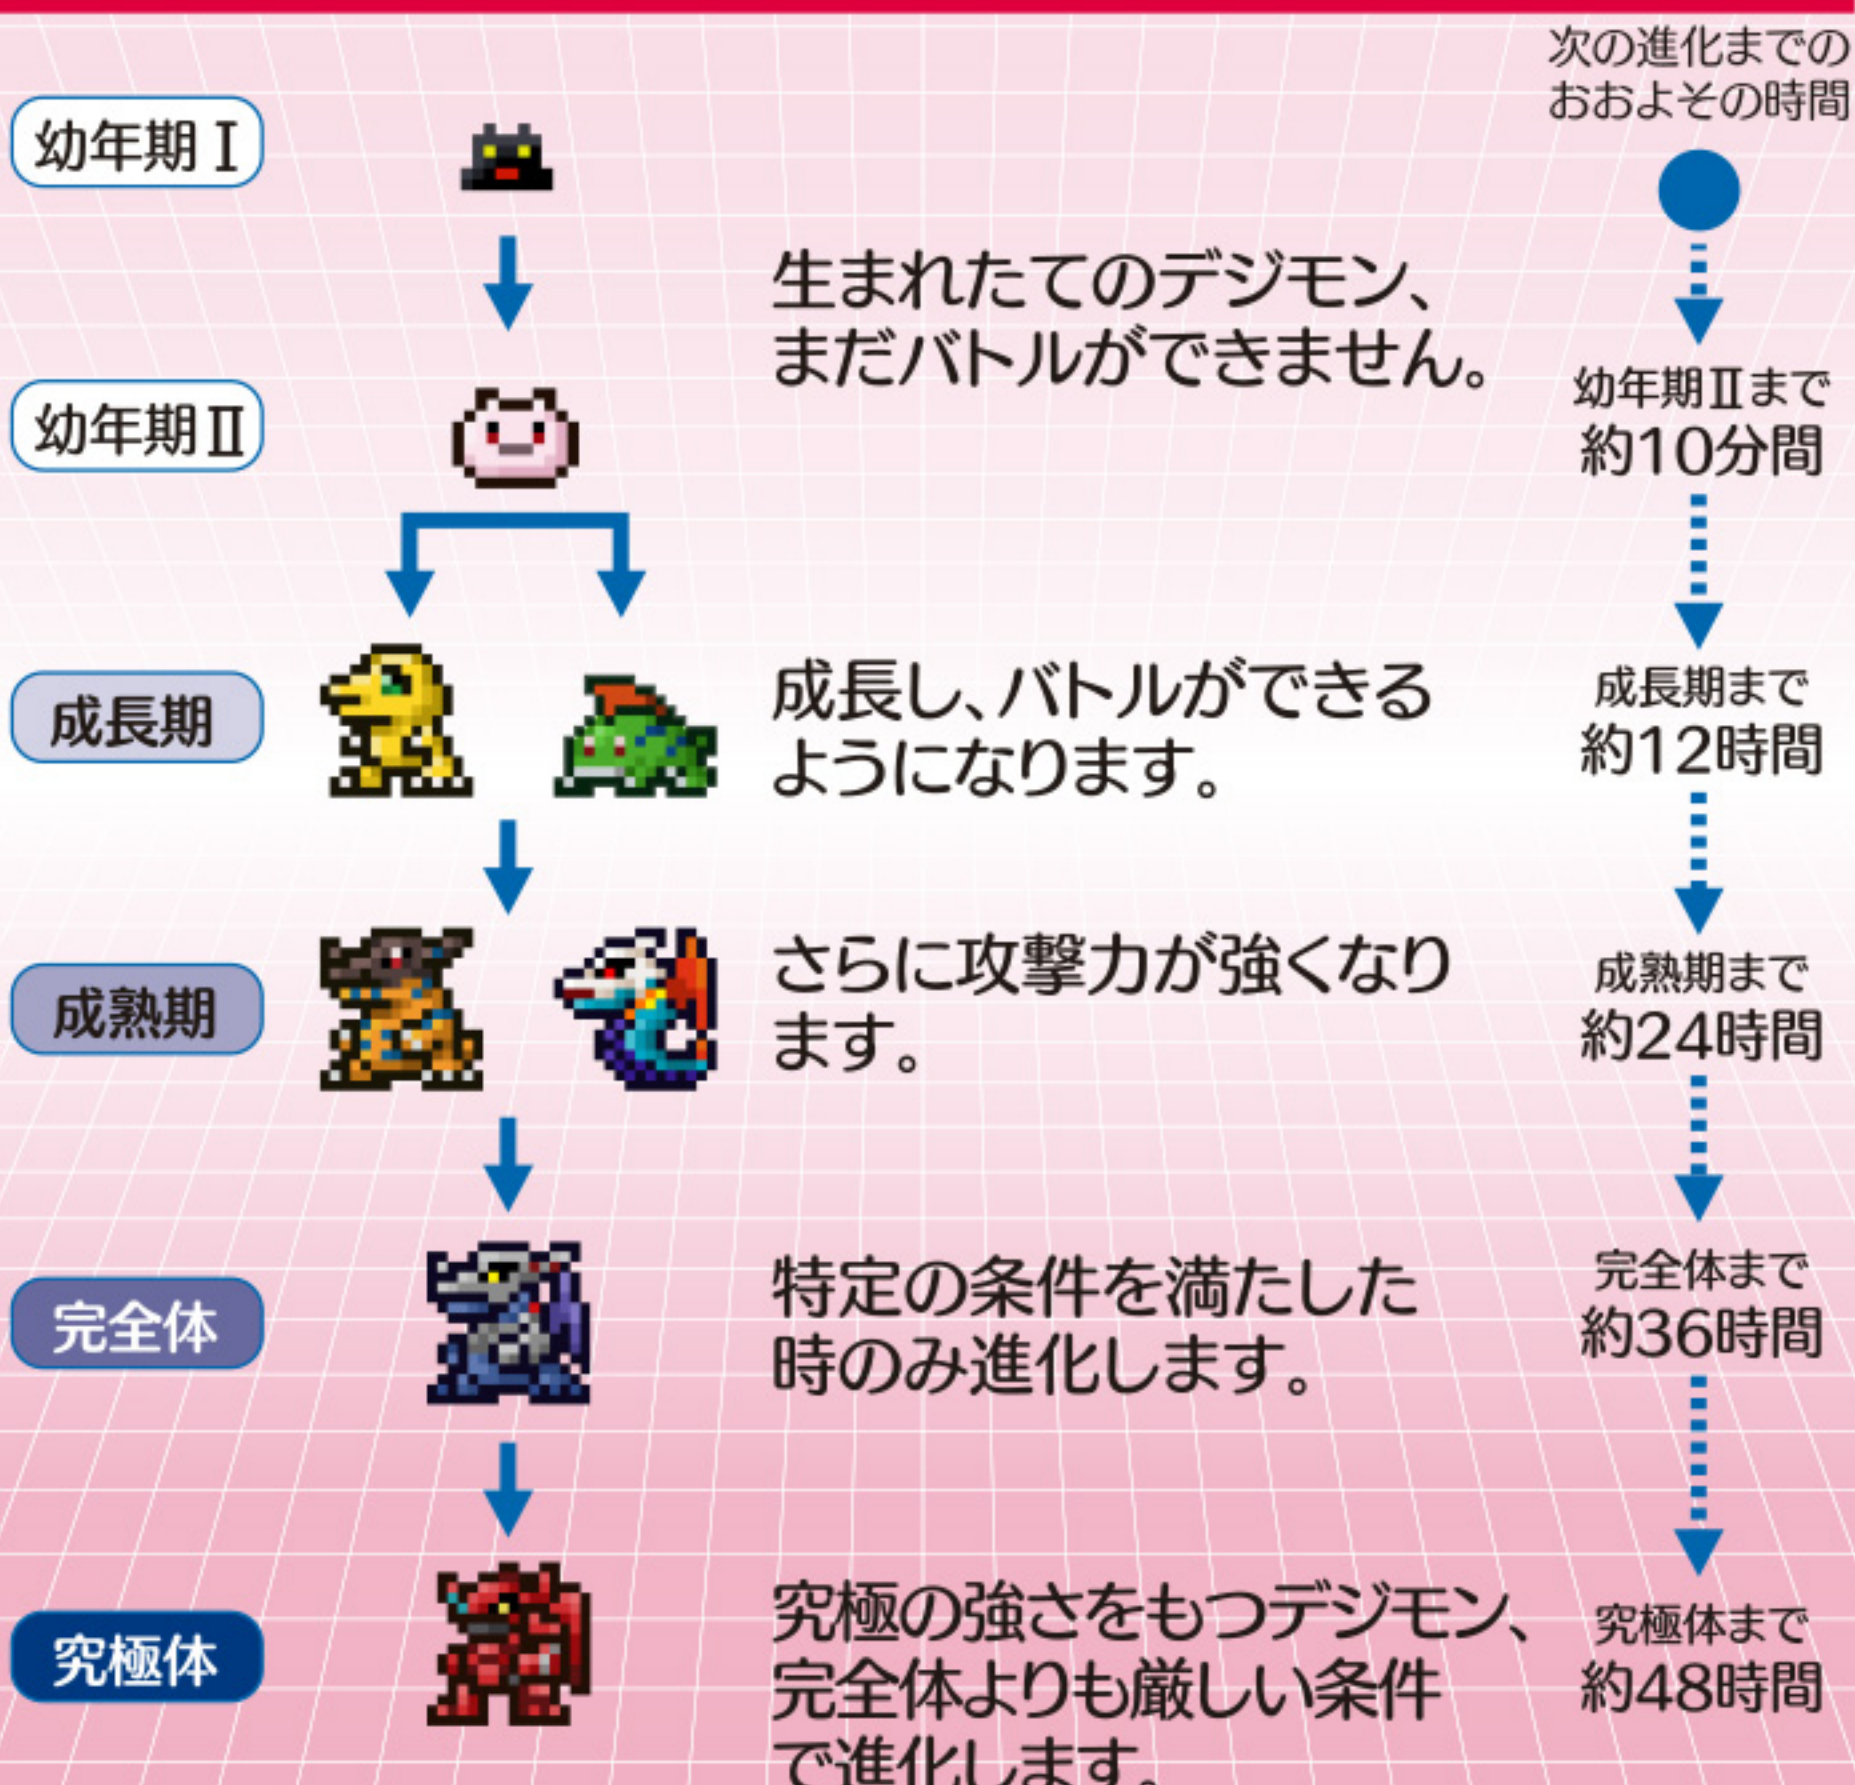 次の進化までの
おおよその時間
幼年期Ⅰ
生まれたてのデジモン、
まだバトルができません。
幼年期Ⅱ
幼年期Ⅱまで
約10分間
成長期
成長し、バトルができる
ようになります。
成長期まで
約12時間
成熟期
さらに攻撃力が強くなり
ます。
成熟期まで
約24時間
完全体
特定の条件を満たした
時のみ進化します。
完全体まで
約36時間
究極体
究極の強さをもつデジモン、
完全体よりも厳しい条件
で進化します。
究極体まで
約48時間